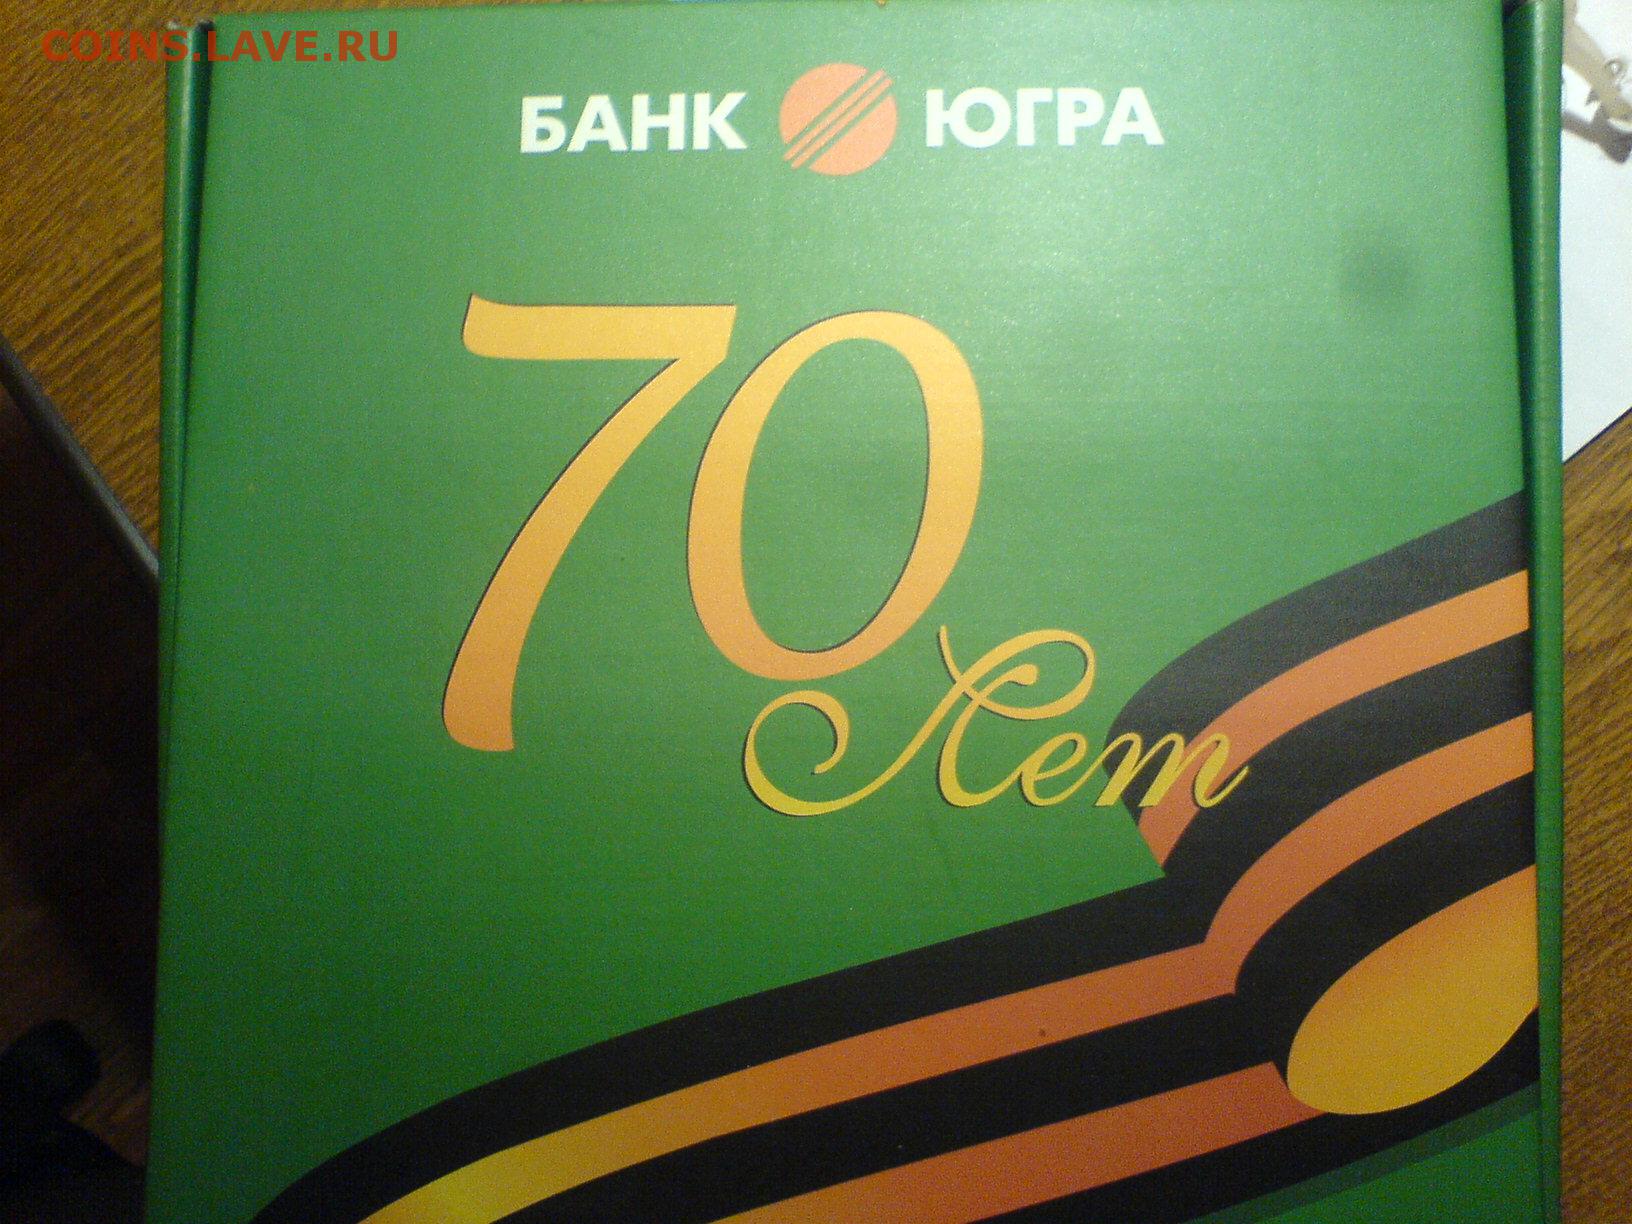 COINS.LAVE.RU
БАНК ЮГРА
70
Лет